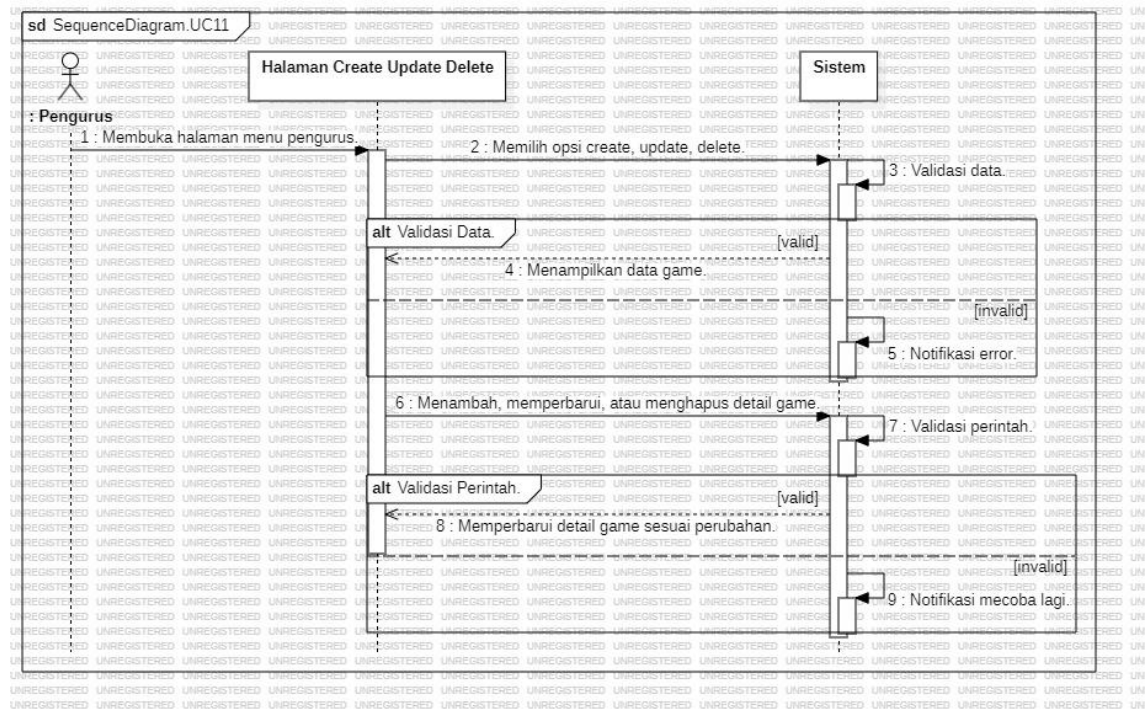 sd SequenceDiagram.UC11
Halaman Create Update Delete
Sistem
: Pengurus
1 : Membuka halaman menu pengurus.
2 : Memilih opsi create, update, delete.
3 : Validasi data.
alt Validasi Data.
[valid]
4 : Menampilkan data game.
[invalid]
5 : Notifikasi error.
6 : Menambah, memperbarui, atau menghapus detail game.
7 : Validasi perintah.
alt Validasi Perintah.
[valid]
8 : Memperbarui detail game sesuai perubahan.
[invalid]
9 : Notifikasi mecoba lagi.
UNREGISTERED